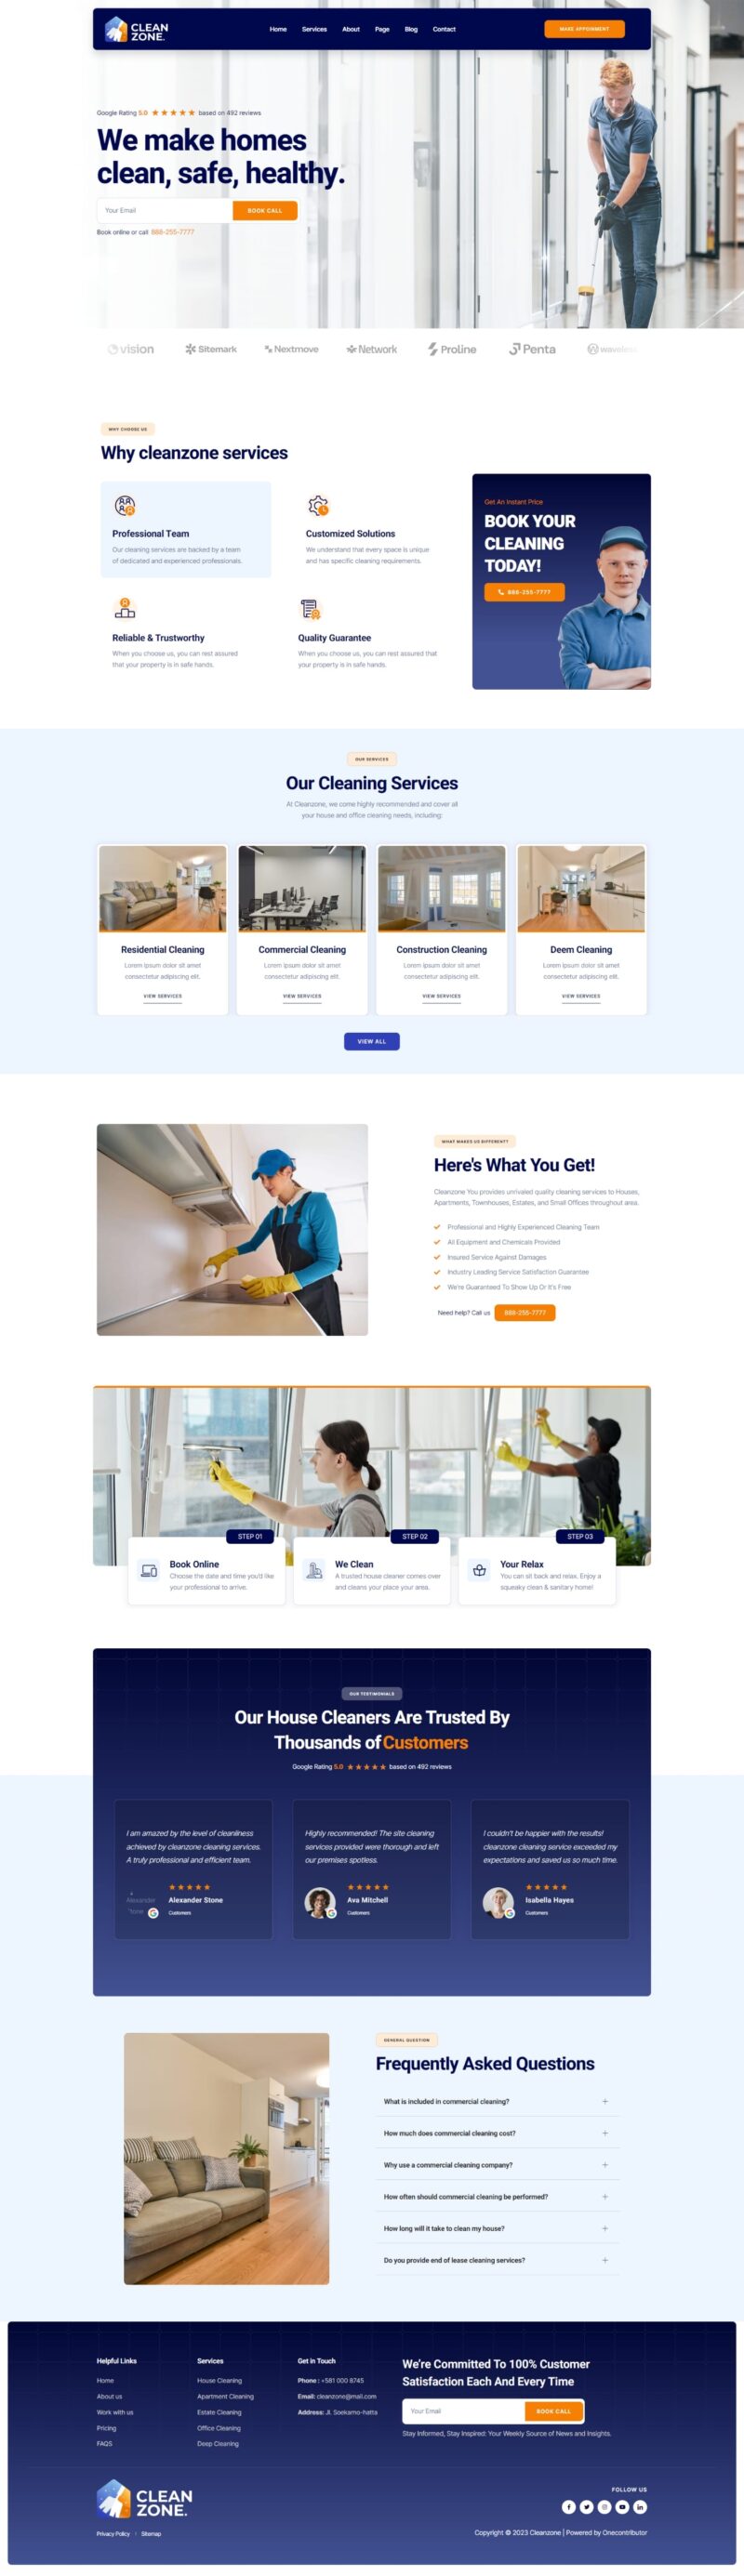 CLEAN
ZONE.
Home Services About Page Blog Contact
MAKE APPOINMENT
Google Rating 5.0 based on 492 reviews
We make homes
clean, safe, healthy.
Your Email
BOOK CALL
Book online or call 888-255-7777
vision Sitemark Nextmove Network Proline Penta
WHY CHOOSE US
Why cleanzone services
Professional Team
Our cleaning services are backed by a team
of dedicated and experienced professionals.
Customized Solutions
We understand that every space is unique
and has specific cleaning requirements.
Reliable & Trustworthy
When you choose us, you can rest assured
that your property is in safe hands.
Quality Guarantee
When you choose us, you can rest assured that
your property is in safe hands.
Get An Instant Price
BOOK YOUR
CLEANING
TODAY!
888-255-7777
OUR SERVICES
Our Cleaning Services
At Cleanzone, we come highly recommended and cover all
your house and office cleaning needs, including:
Residential Cleaning
Lorem ipsum dolor sit amet
consectetur adipiscing elit.
VIEW SERVICES
Commercial Cleaning
Lorem ipsum dolor sit amet
consectetur adipiscing elit.
VIEW SERVICES
Construction Cleaning
Lorem ipsum dolor sit amet
consectetur adipiscing elit.
VIEW SERVICES
Deem Cleaning
Lorem ipsum dolor sit amet
consectetur adipiscing elit.
VIEW SERVICES
VIEW ALL
WHAT MAKES US DIFFERENT?
Here's What You Get!
Cleanzone You provides unrivaled quality cleaning services to Houses,
Apartments, Townhouses, Estates, and Small Offices throughout area.
Professional and Highly Experienced Cleaning Team
All Equipment and Chemicals Provided
Insured Service Against Damages
Industry Leading Service Satisfaction Guarantee
We're Guaranteed To Show Up Or It's Free
Need help? Call us 888-255-7777
STEP 01
Book Online
Choose the date and time you'd like
your professional to arrive.
STEP 02
We Clean
A trusted house cleaner comes over
and cleans your place your area.
STEP 03
Your Relax
You can sit back and relax. Enjoy a
squeaky clean & sanitary home!
OUR TESTIMONIALS
Our House Cleaners Are Trusted By
Thousands of Customers
Google Rating 5.0 based on 492 reviews
I am amazed by the level of cleanliness
achieved by cleanzone cleaning services.
A truly professional and efficient team.
Alexander
Stone
Alexander Stone
Customers
Highly recommended! The site cleaning
services provided were thorough and left
our premises spotless.
Ava Mitchell
Customers
I couldn't be happier with the results!
cleanzone cleaning service exceeded my
expectations and saved us so much time.
Isabella Hayes
Customers
GENERAL QUESTION
Frequently Asked Questions
What is included in commercial cleaning?
How much does commercial cleaning cost?
Why use a commercial cleaning company?
How often should commercial cleaning be performed?
How long will it take to clean my house?
Do you provide end of lease cleaning services?
Helpful Links
Home
About us
Work with us
Pricing
FAQS
Services
House Cleaning
Apartment Cleaning
Estate Cleaning
Office Cleaning
Deep Cleaning
Get in Touch
Phone : +581 000 8745
Email: cleanzone@mail.com
Address: Jl. Soekarno-hatta
We're Committed To 100% Customer
Satisfaction Each And Every Time
Your Email
BOOK CALL
Stay Informed, Stay Inspired: Your Weekly Source of News and Insights.
CLEAN
ZONE.
FOLLOW US
Privacy Policy Sitemap
Copyright © 2023 Cleanzone | Powered by Onecontributor